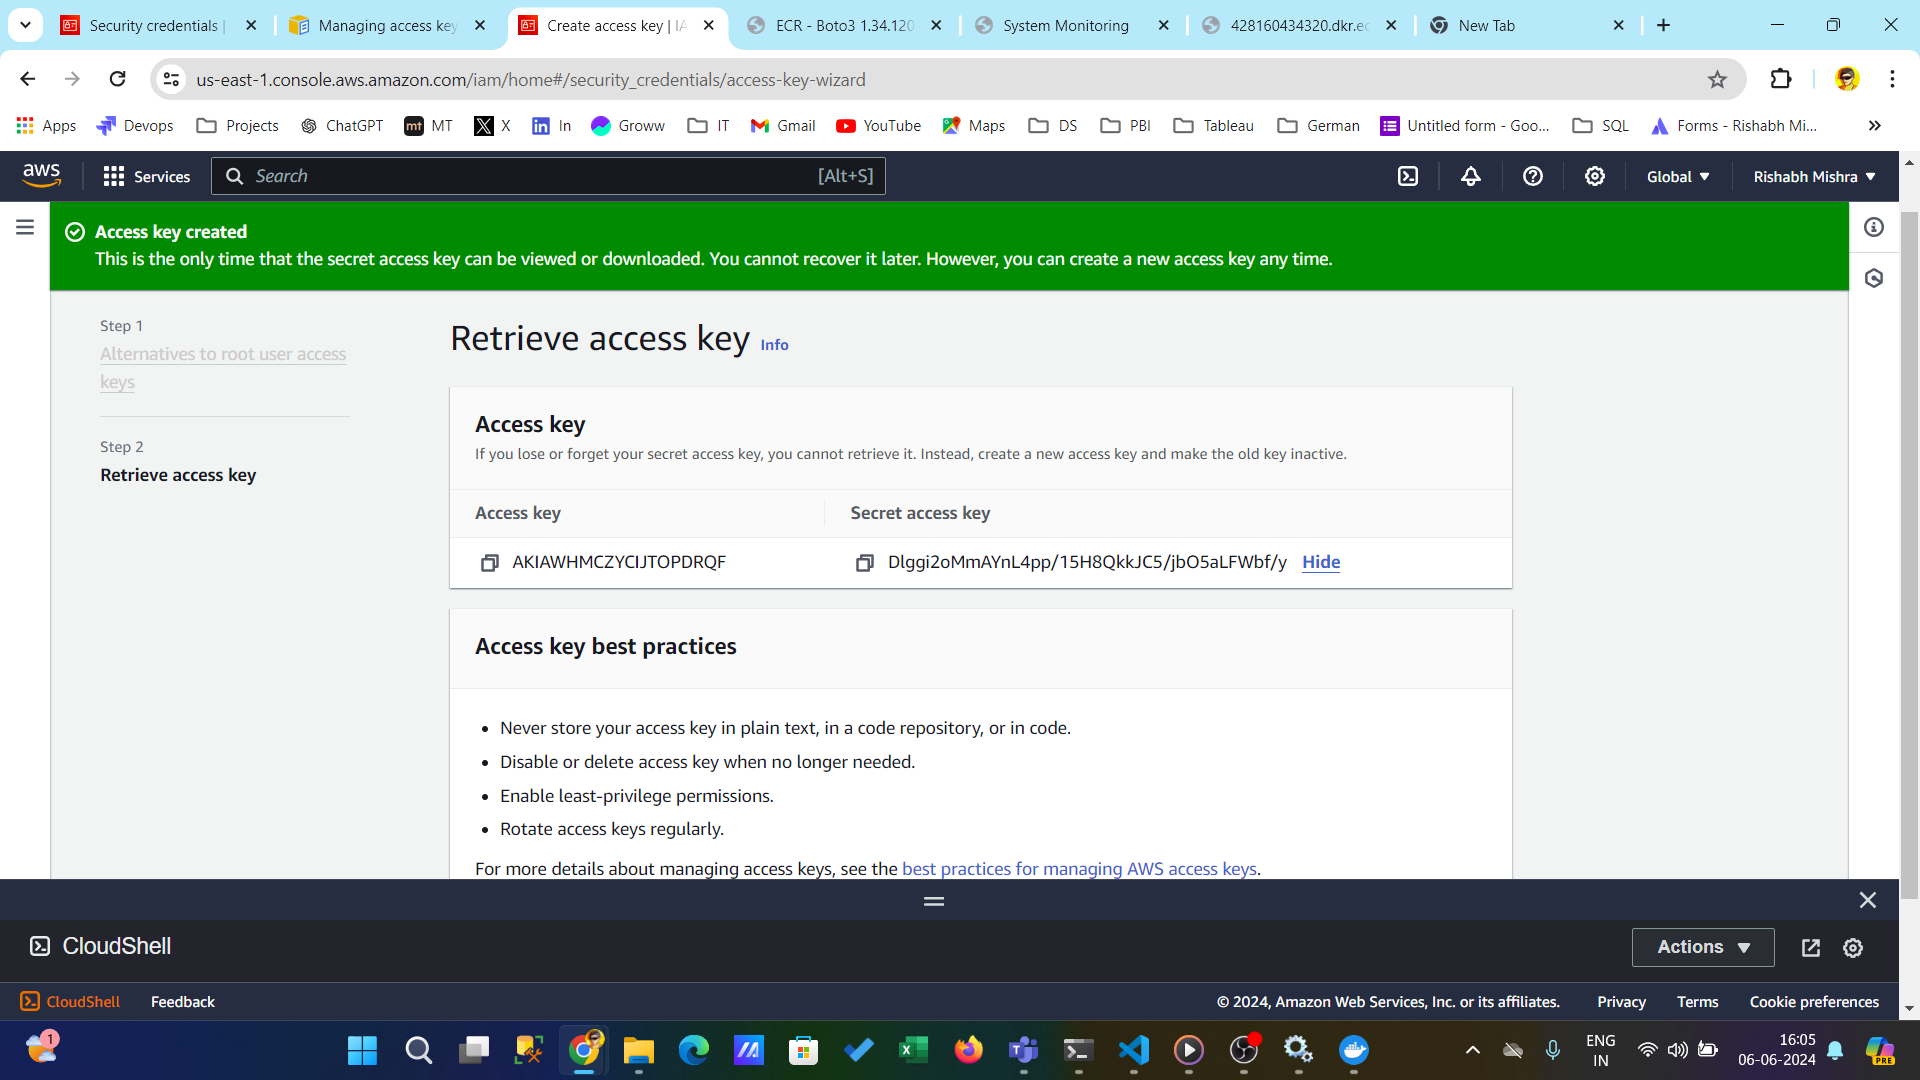 Security credentials |
Managing access key
Create access key | IA
ECR - Boto3 1.34.120
System Monitoring
428160434320.dkr.ec
New Tab
us-east-1.console.aws.amazon.com/iam/home#/security_credentials/access-key-wizard
Apps
Devops
Projects
ChatGPT
mt MT
X
in In
Groww
IT
Gmail
YouTube
Maps
DS
PBI
Tableau
German
Untitled form - Goo...
SQL
Forms - Rishabh Mi...
aws
Services
Search
[Alt+S]
Global
Rishabh Mishra
Access key created
This is the only time that the secret access key can be viewed or downloaded. You cannot recover it later. However, you can create a new access key any time.
Step 1
Alternatives to root user access
keys
Step 2
Retrieve access key
Retrieve access key Info
Access key
If you lose or forget your secret access key, you cannot retrieve it. Instead, create a new access key and make the old key inactive.
Access key
Secret access key
AKIAWHMCZYCIJTOPDRQF
Dlggi2oMmAYnL4pp/15H8QkkJC5/jbO5aLFWbf/y Hide
Access key best practices
• Never store your access key in plain text, in a code repository, or in code.
• Disable or delete access key when no longer needed.
• Enable least-privilege permissions.
• Rotate access keys regularly.
For more details about managing access keys, see the best practices for managing AWS access keys.
CloudShell
Actions
CloudShell
Feedback
© 2024, Amazon Web Services, Inc. or its affiliates.
Privacy
Terms
Cookie preferences
1
ENG
IN
16:05
06-06-2024
PRE